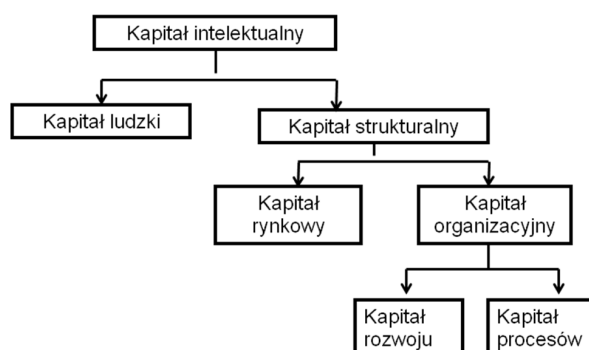 Kapitał intelektualny
Kapitał ludzki
Kapitał strukturalny
Kapitał
rynkowy
Kapitał
organizacyjny
Kapitał
rozwoju
Kapitał
procesów